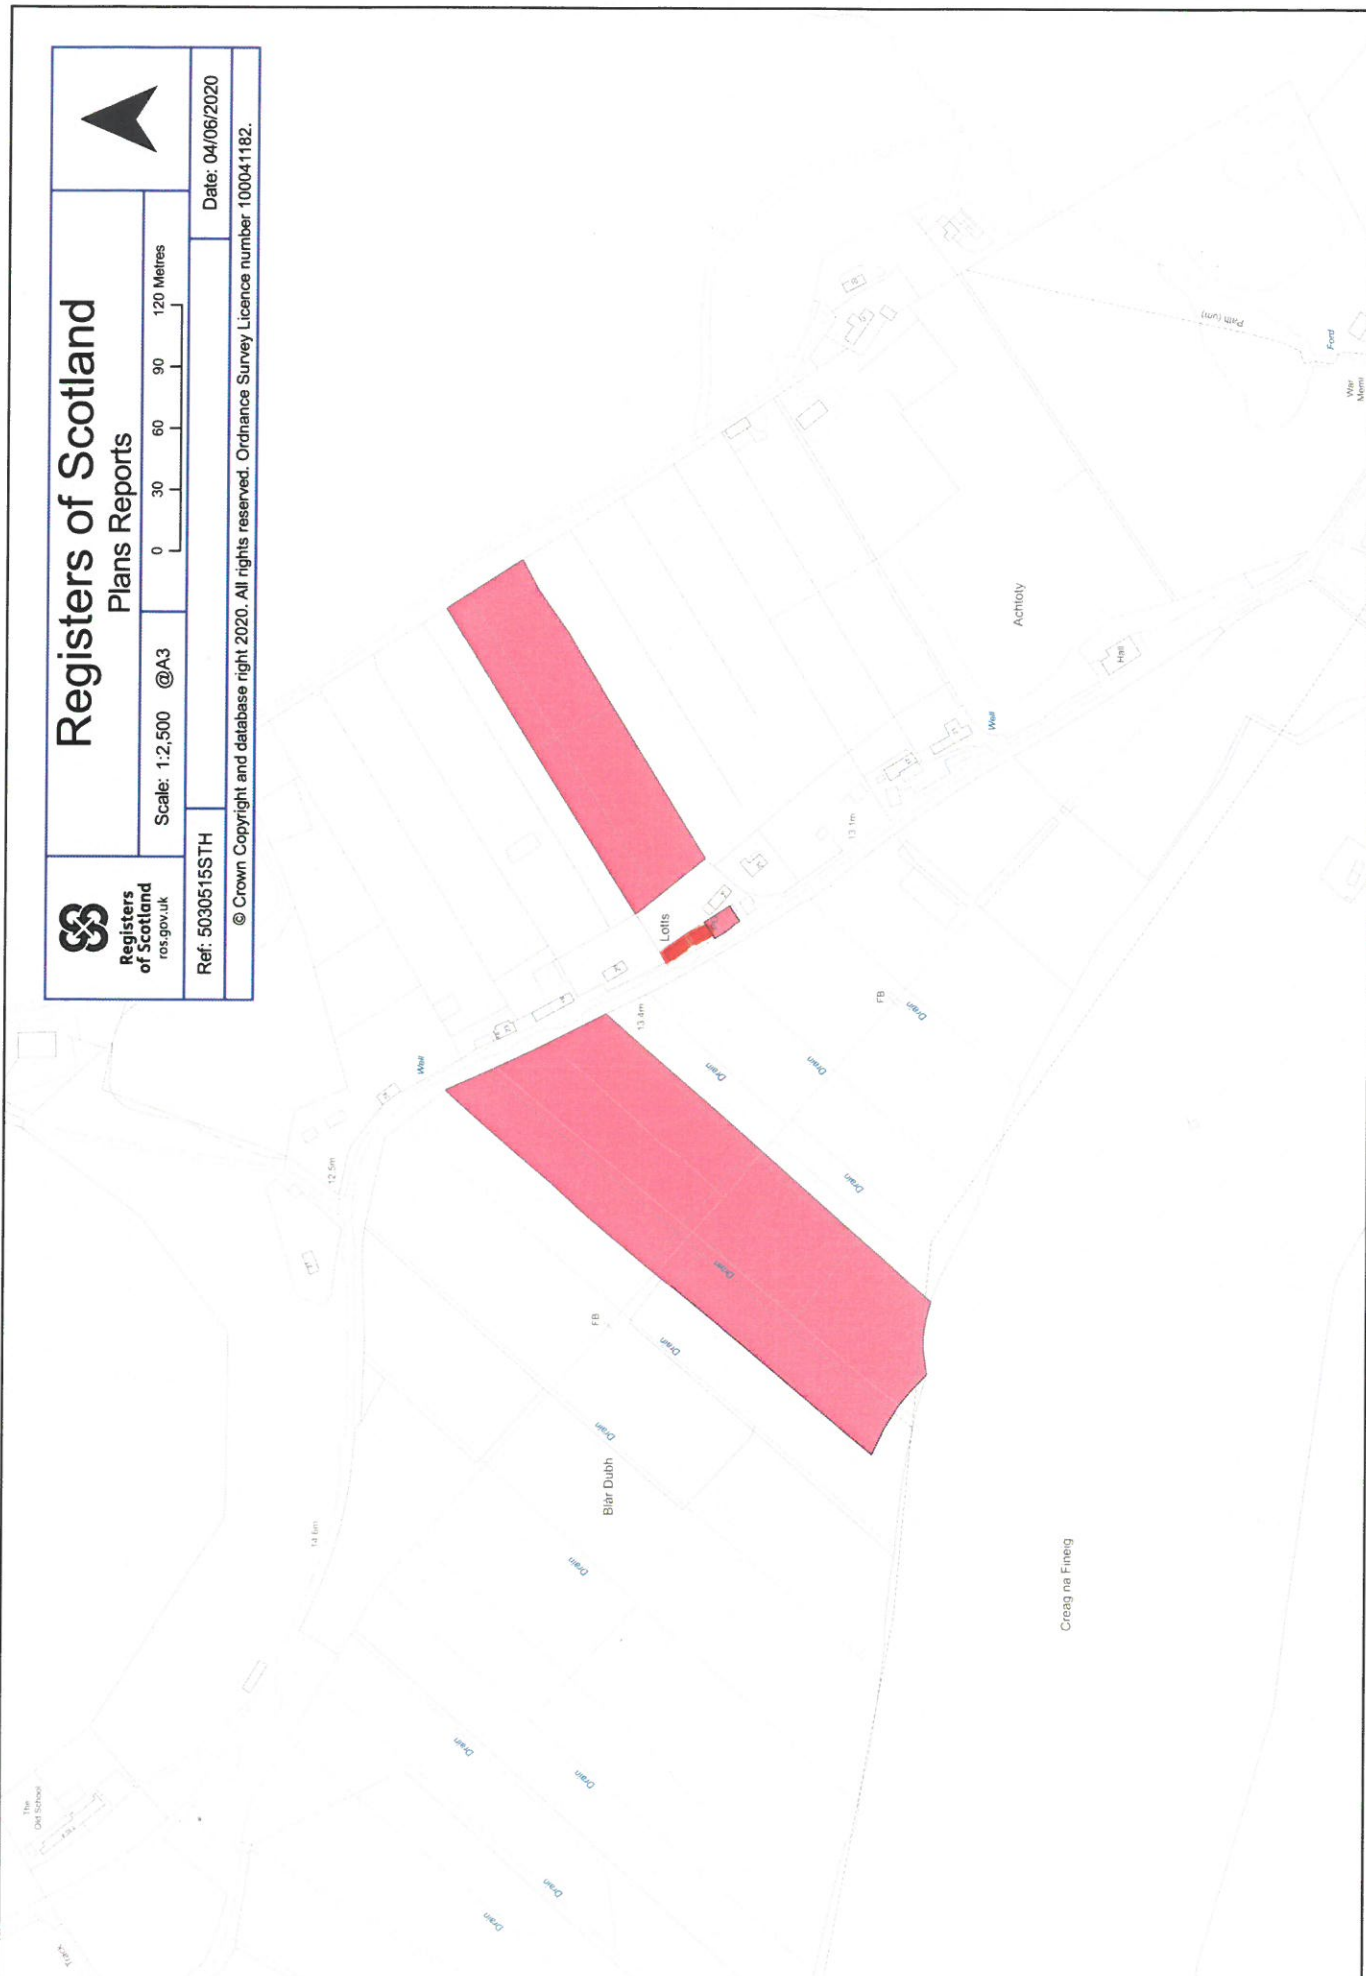 Registers of Scotland
Plans Reports
Registers
of Scotland
ros.gov.uk
Scale: 1:2,500 @A3
0 30 60 90 120 Metres
Ref: 5030515STH
Date: 04/06/2020
© Crown Copyright and database right 2020. All rights reserved. Ordnance Survey Licence number 100041182.
The
Old School
Track
14.6m
12.5m
Well
13.4m
Lotts
13.1m
Well
Hall
Achtoty
Path (um)
Ford
War
Meml
FB
Drain
Drain
Drain
Drain
Drain
FB
Drain
Drain
Blàr Dubh
Drain
Drain
Drain
Drain
Drain
Creag na Fineig